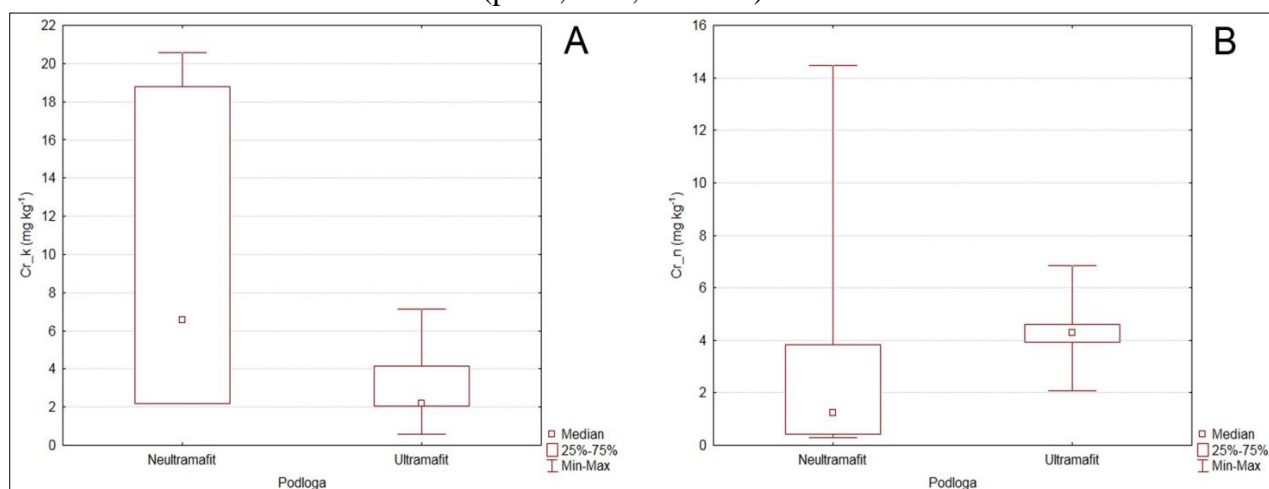 A
22
20
18
16
14
12
10
8
6
4
2
0
Cr_k (mg kg⁻¹)
Neultramafit
Ultramafit
Podloga
Median
25%-75%
Min-Max
B
16
14
12
10
8
6
4
2
0
Cr_n (mg kg⁻¹)
Neultramafit
Ultramafit
Podloga
Median
25%-75%
Min-Max